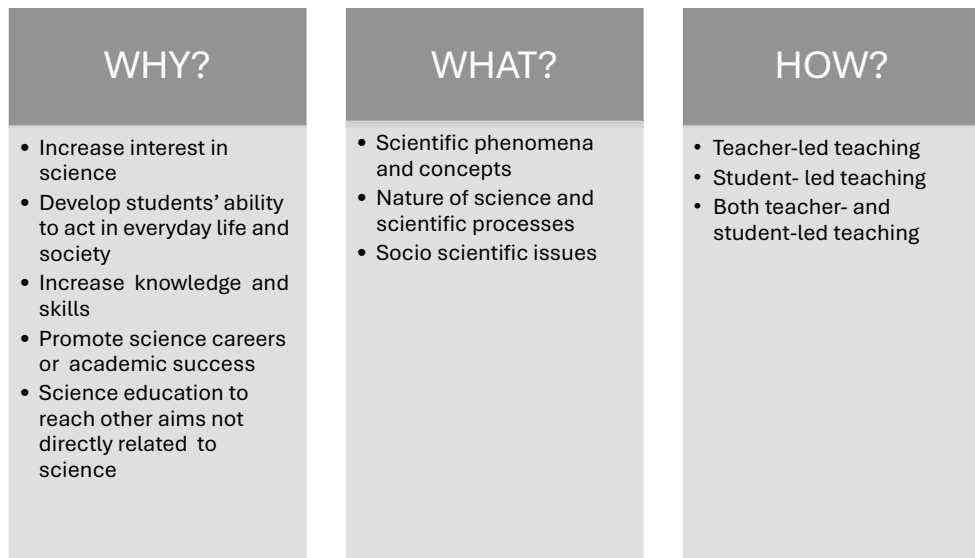 WHY?
• Increase interest in
science
• Develop students’ ability
to act in everyday life and
society
• Increase knowledge and
skills
• Promote science careers
or academic success
• Science education to
reach other aims not
directly related to
science
WHAT?
• Scientific phenomena
and concepts
• Nature of science and
scientific processes
• Socio scientific issues
HOW?
• Teacher-led teaching
• Student- led teaching
• Both teacher- and
student-led teaching